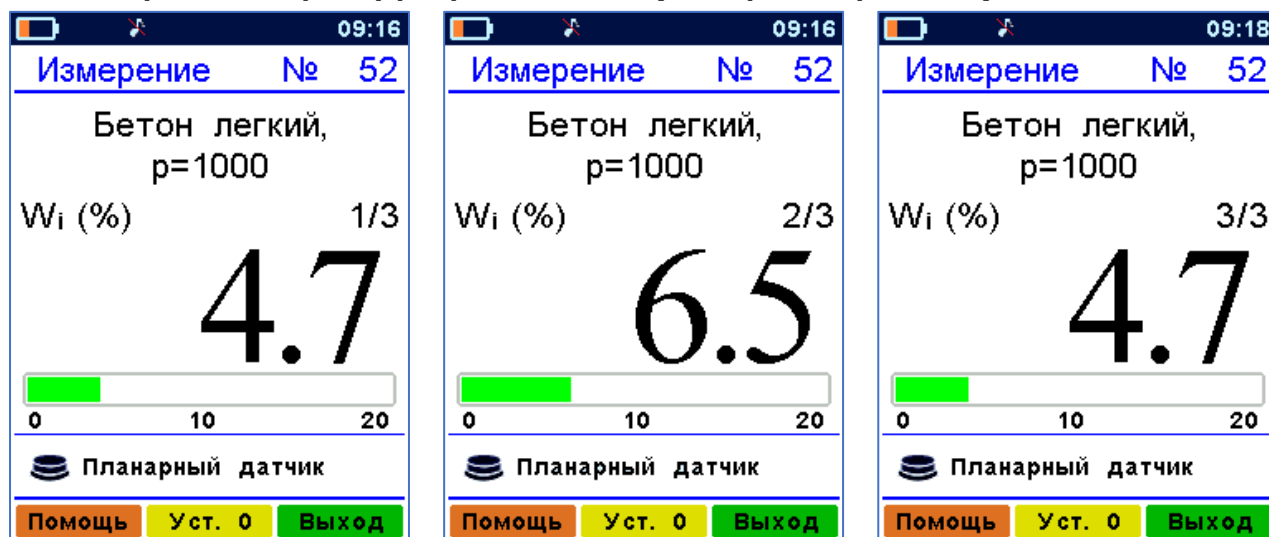 09:16
Измерение № 52
Бетон легкий,
р=1000
Wi (%) 1/3
4.7
0 10 20
Планарный датчик
Помощь Уст. 0 Выход
09:16
Измерение № 52
Бетон легкий,
р=1000
Wi (%) 2/3
6.5
0 10 20
Планарный датчик
Помощь Уст. 0 Выход
09:18
Измерение № 52
Бетон легкий,
р=1000
Wi (%) 3/3
4.7
0 10 20
Планарный датчик
Помощь Уст. 0 Выход